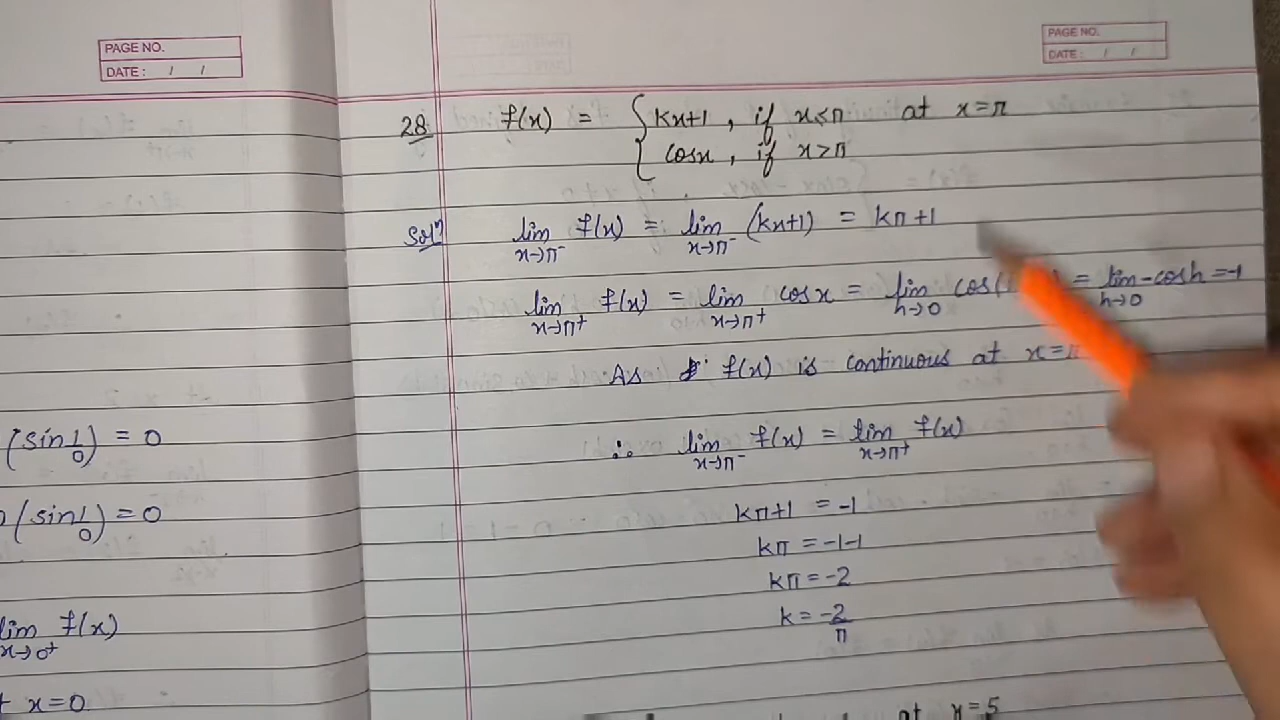 PAGE NO.
DATE : / /
(sin 1/0) = 0
(sin 1/0) = 0
lim f(x)
x→0⁺
x=0
PAGE NO.
DATE : / /
28 f(x) = { kx+1 , if x≤π at x=π
cosx , if x>π
Solⁿ lim x→π⁻ f(x) = lim x→π⁻ (kx+1) = kπ+1
lim x→π⁺ f(x) = lim x→π⁺ cosx = lim h→0 cos( = lim h→0 -cosh = -1
As f(x) is continuous at x=π
∴ lim x→π⁻ f(x) = lim x→π⁺ f(x)
kπ+1 = -1
kπ = -1-1
kπ = -2
k = -2/π
at x=5